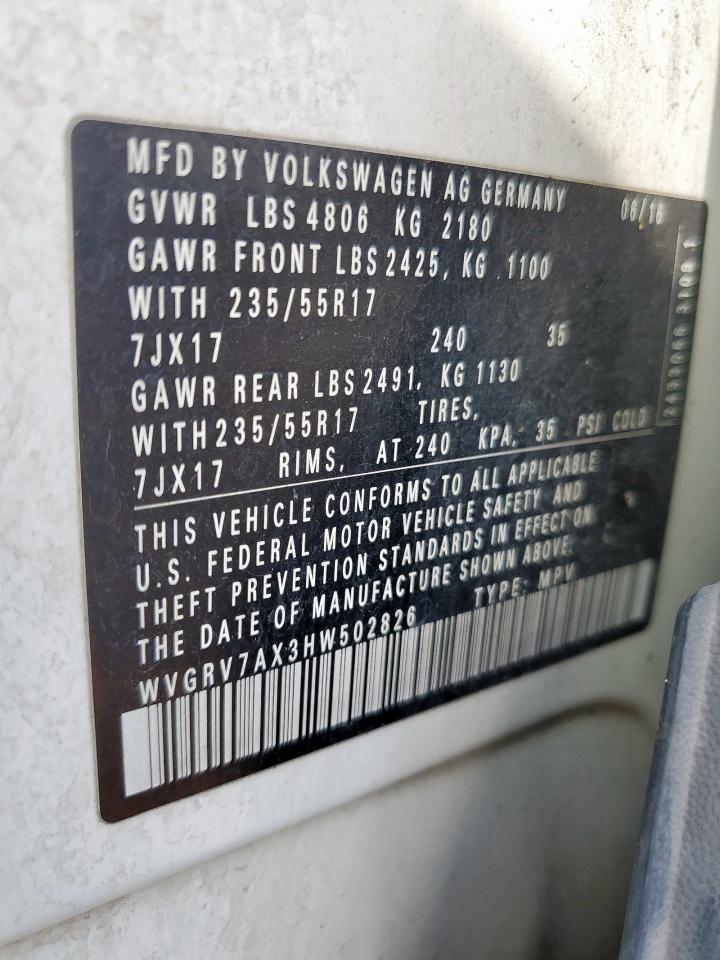 MFD BY VOLKSWAGEN AG GERMANY 06/16
GVWR LBS 4806 KG 2180
GAWR FRONT LBS 2425, KG 1100
WITH 235/55R17
7JX17 240 35
GAWR REAR LBS 2491, KG 1130
WITH 235/55R17 TIRES,
7JX17 RIMS, AT 240 KPA, 35 PSI COLD
THIS VEHICLE CONFORMS TO ALL APPLICABLE
U.S. FEDERAL MOTOR VEHICLE SAFETY AND
THEFT PREVENTION STANDARDS IN EFFECT ON
THE DATE OF MANUFACTURE SHOWN ABOVE.
WVGRV7AX3HW502826 TYPE: MPV